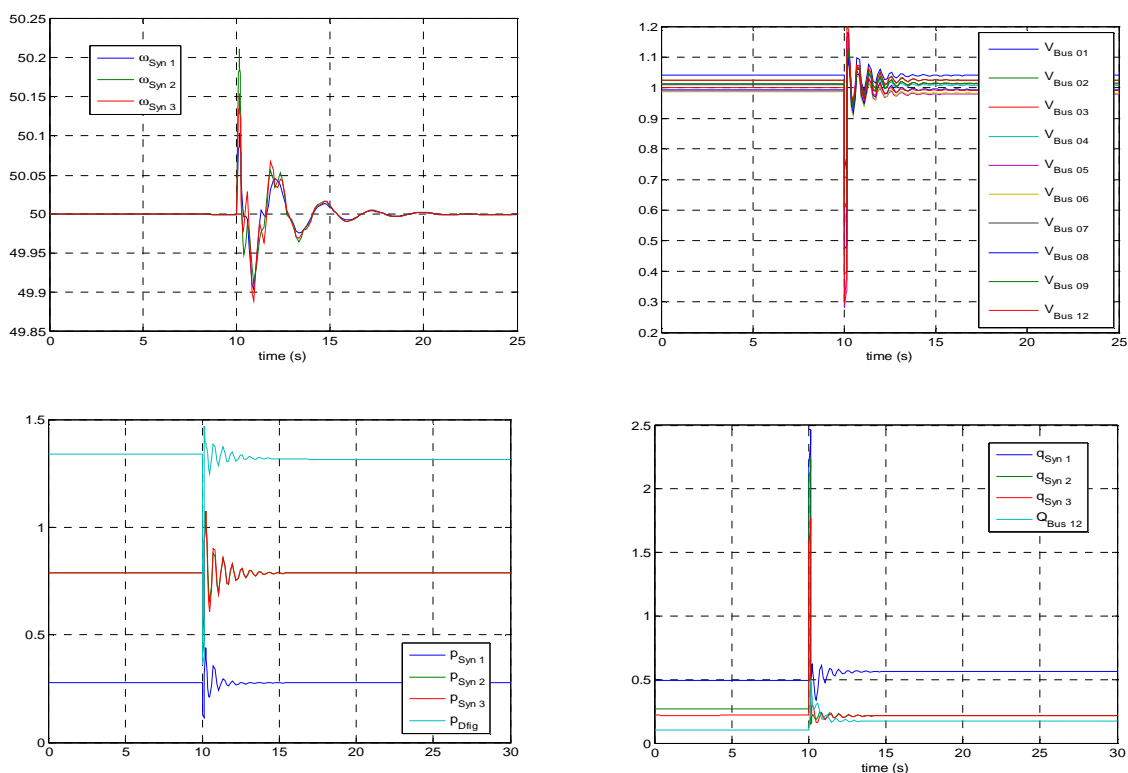 50.25
50.2
50.15
50.1
50.05
50
49.95
49.9
49.85
0 5 10 15 20 25
time (s)
ωSyn 1
ωSyn 2
ωSyn 3
1.2
1.1
1
0.9
0.8
0.7
0.6
0.5
0.4
0.3
0.2
0 5 10 15 20 25
time (s)
VBus 01
VBus 02
VBus 03
VBus 04
VBus 05
VBus 06
VBus 07
VBus 08
VBus 09
VBus 12
1.5
1
0.5
0
0 5 10 15 20 25 30
pSyn 1
pSyn 2
pSyn 3
pDfig
2.5
2
1.5
1
0.5
0
0 5 10 15 20 25 30
time (s)
qSyn 1
qSyn 2
qSyn 3
QBus 12